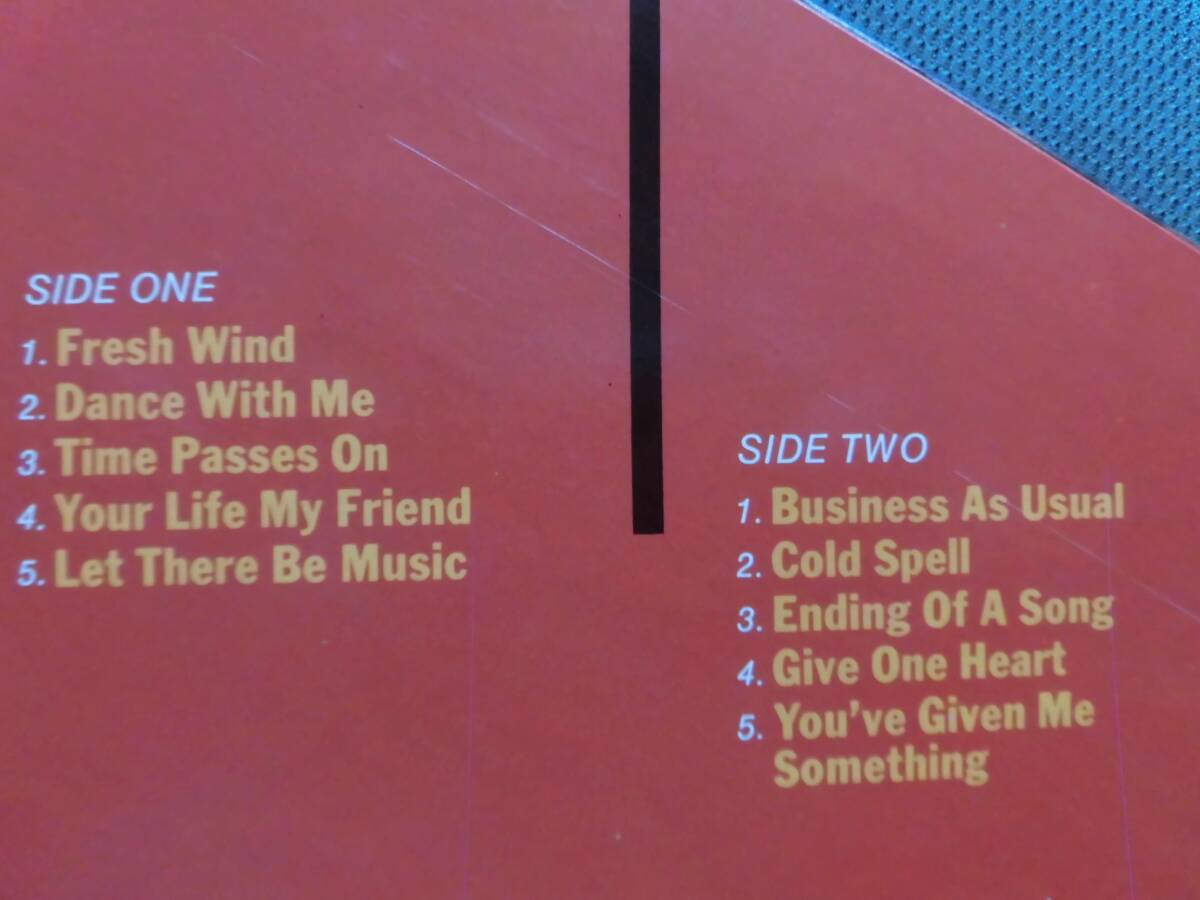 SIDE ONE
1. Fresh Wind
2. Dance With Me
3. Time Passes On
4. Your Life My Friend
5. Let There Be Music
SIDE TWO
1. Business As Usual
2. Cold Spell
3. Ending Of A Song
4. Give One Heart
5. You've Given Me
Something